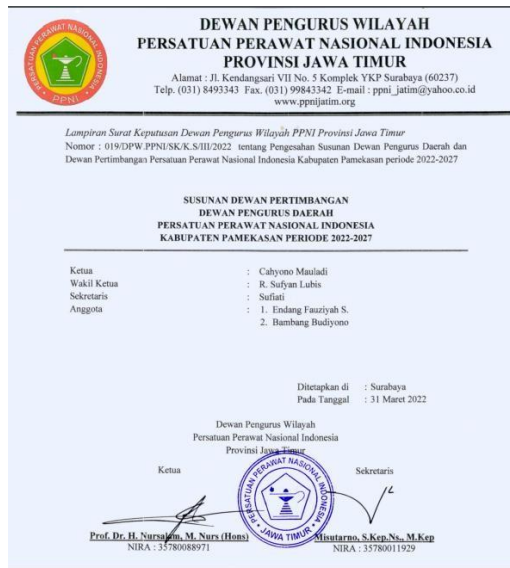 DEWAN PENGURUS WILAYAH
PERSATUAN PERAWAT NASIONAL INDONESIA
PROVINSI JAWA TIMUR
Alamat : Jl. Kendangsari VII No. 5 Komplek YKP Surabaya (60237)
Telp. (031) 8493343 Fax. (031) 99843342 E-mail : ppni_jatim@yahoo.co.id
www.ppnijatim.org
PERSATUAN PERAWAT NASIONAL INDONESIA
PPNI
Lampiran Surat Keputusan Dewan Pengurus Wilayah PPNI Provinsi Jawa Timur
Nomor : 019/DPW.PPNI/SK/K.S/III/2022 tentang Pengesahan Susunan Dewan Pengurus Daerah dan
Dewan Pertimbangan Persatuan Perawat Nasional Indonesia Kabupaten Pamekasan periode 2022-2027
SUSUNAN DEWAN PERTIMBANGAN
DEWAN PENGURUS DAERAH
PERSATUAN PERAWAT NASIONAL INDONESIA
KABUPATEN PAMEKASAN PERIODE 2022-2027
Ketua : Cahyono Mauladi
Wakil Ketua : R. Sufyan Lubis
Sekretaris : Sufiati
Anggota : 1. Endang Fauziyah S.
2. Bambang Budiyono
Ditetapkan di : Surabaya
Pada Tanggal : 31 Maret 2022
Dewan Pengurus Wilayah
Persatuan Perawat Nasional Indonesia
Provinsi Jawa Timur
Ketua Sekretaris
PERSATUAN PERAWAT NASIONAL INDONESIA
JAWA TIMUR
Prof. Dr. H. Nursalam, M. Nurs (Hons) Misutarno, S.Kep.Ns., M.Kep
NIRA : 35780088971 NIRA : 35780011929